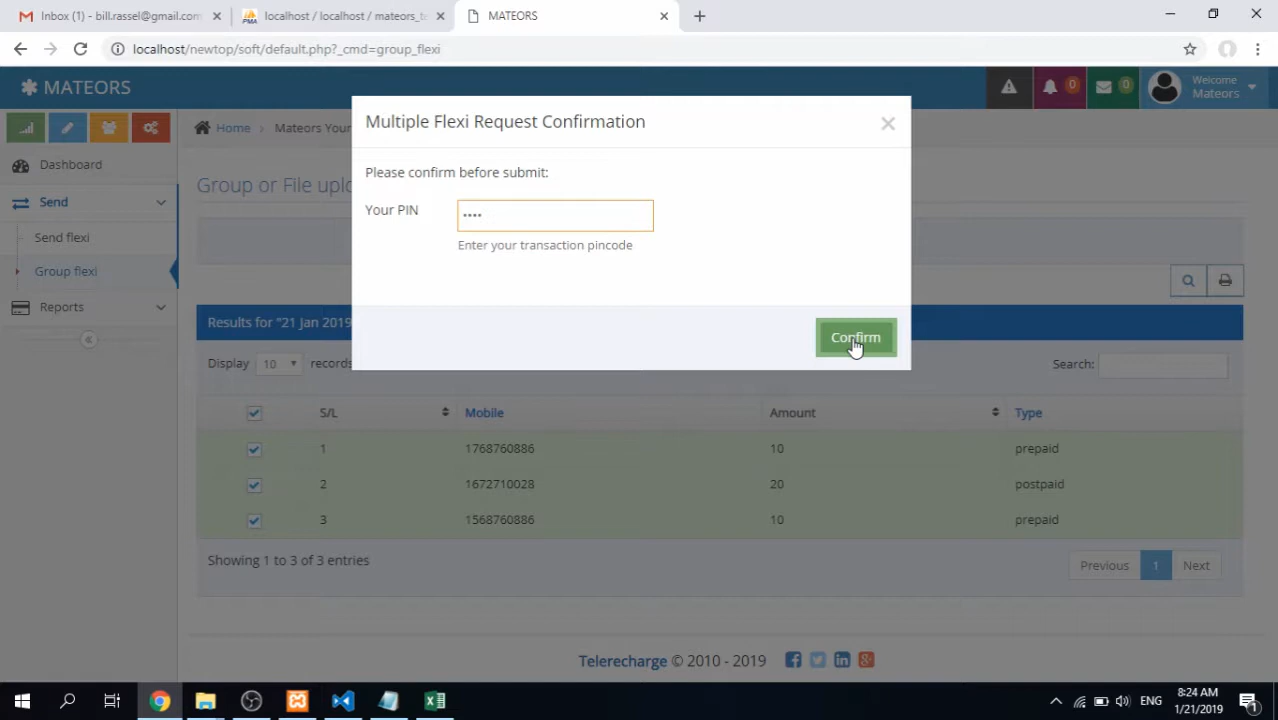 Inbox (1) - bill.rassel@gmail.com
localhost / localhost / mateors_t
MATEORS
localhost/newtop/soft/default.php?_cmd=group_flexi
MATEORS
0
0
Welcome
Mateors
Home
Mateors Your
Dashboard
Send
Send flexi
Group flexi
Reports
Group or File uplo
Multiple Flexi Request Confirmation
Please confirm before submit:
Your PIN
••••
Enter your transaction pincode
Confirm
Results for "21 Jan 2019
Display 10 records
Search:
S/L Mobile Amount Type
1 1768760886 10 prepaid
2 1672710028 20 postpaid
3 1568760886 10 prepaid
Showing 1 to 3 of 3 entries
Previous 1 Next
Telerecharge © 2010 - 2019
ENG
8:24 AM
1/21/2019
1